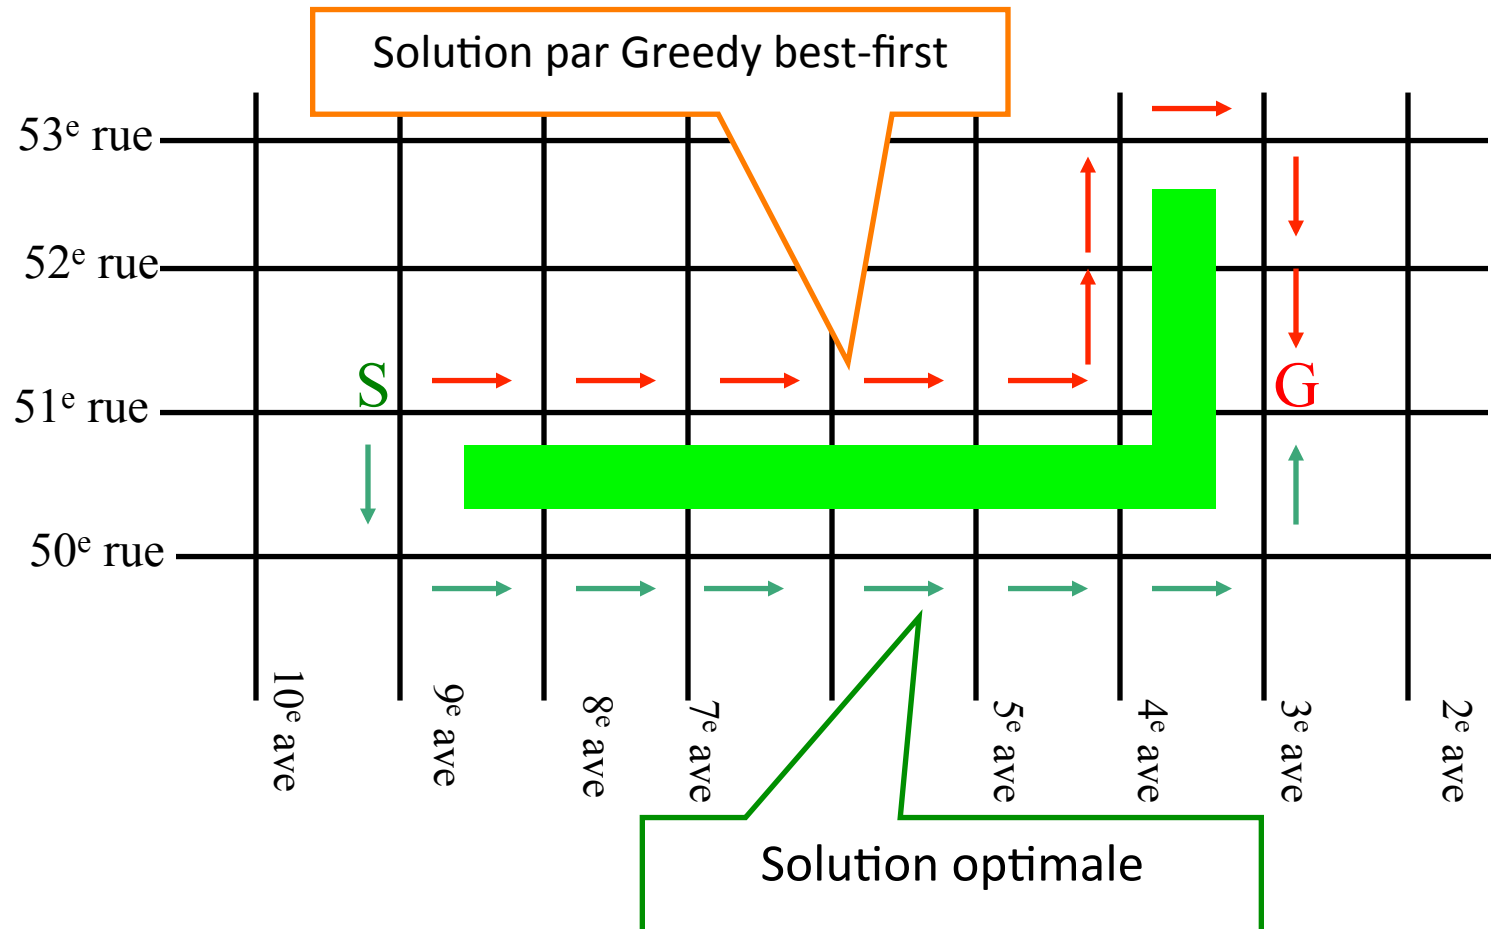 Solution par Greedy best-first
53e rue
52e rue
S
G
51e rue
50e rue
10e ave
9e ave
8e ave
7e ave
5e ave
4e ave
3e ave
2e ave
Solution optimale